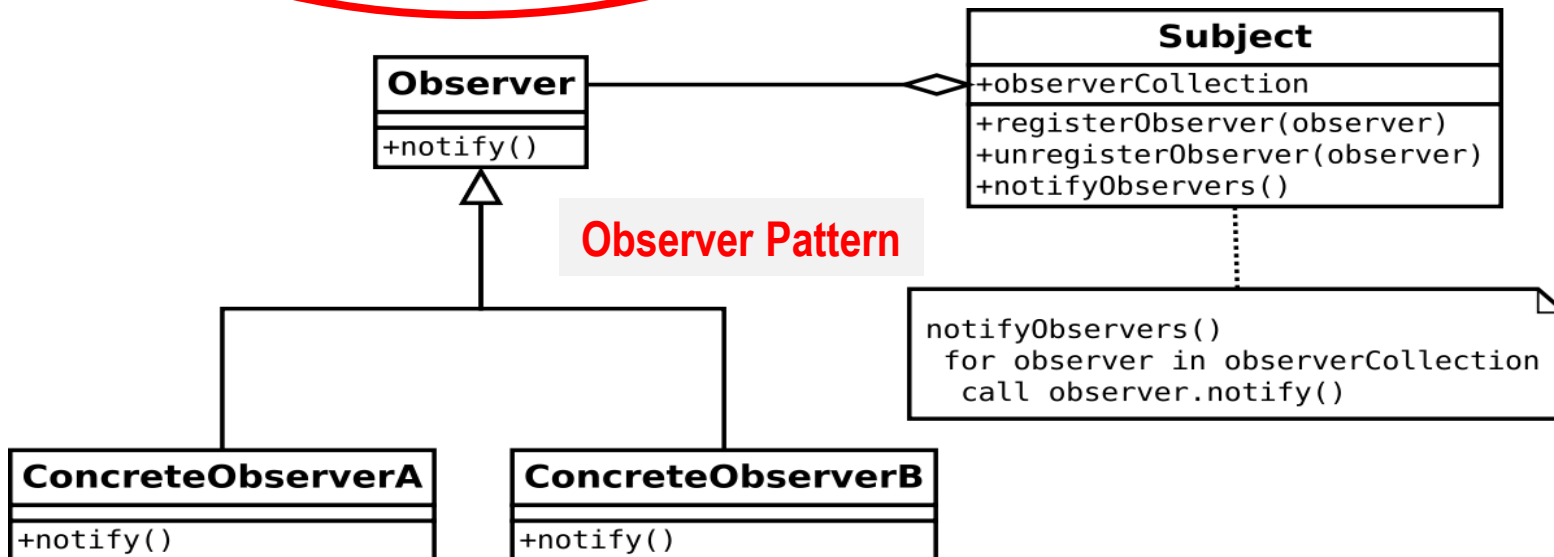 Observer
+notify()
Subject
+observerCollection
+registerObserver(observer)
+unregisterObserver(observer)
+notifyObservers()
Observer Pattern
notifyObservers()
for observer in observerCollection
call observer.notify()
ConcreteObserverA
+notify()
ConcreteObserverB
+notify()